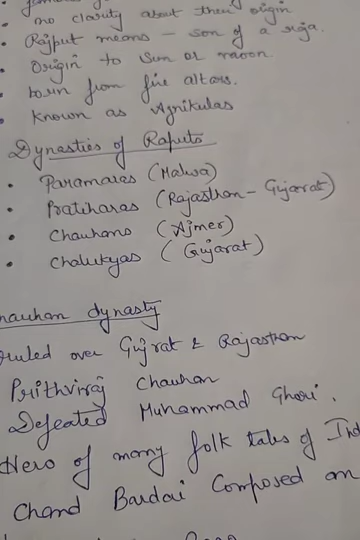 no clarity about their origin
• Rajput means - son of a raja.
• Origin to Sun or moon.
• born from fire altars.
• Known as Agnikulas
Dynasties of Raputs
• Paramaras (Malwa)
• Pratiharas (Rajasthan - Gujarat)
• Chauhans (Ajmer)
• Chalukyas (Gujarat)
hauhan dynasty
ruled over Gujrat & Rajasthan
Prithviraj Chauhan
Defeated Muhammad Ghori.
Hero of many folk tales of Ind
Chand Bardai Composed an